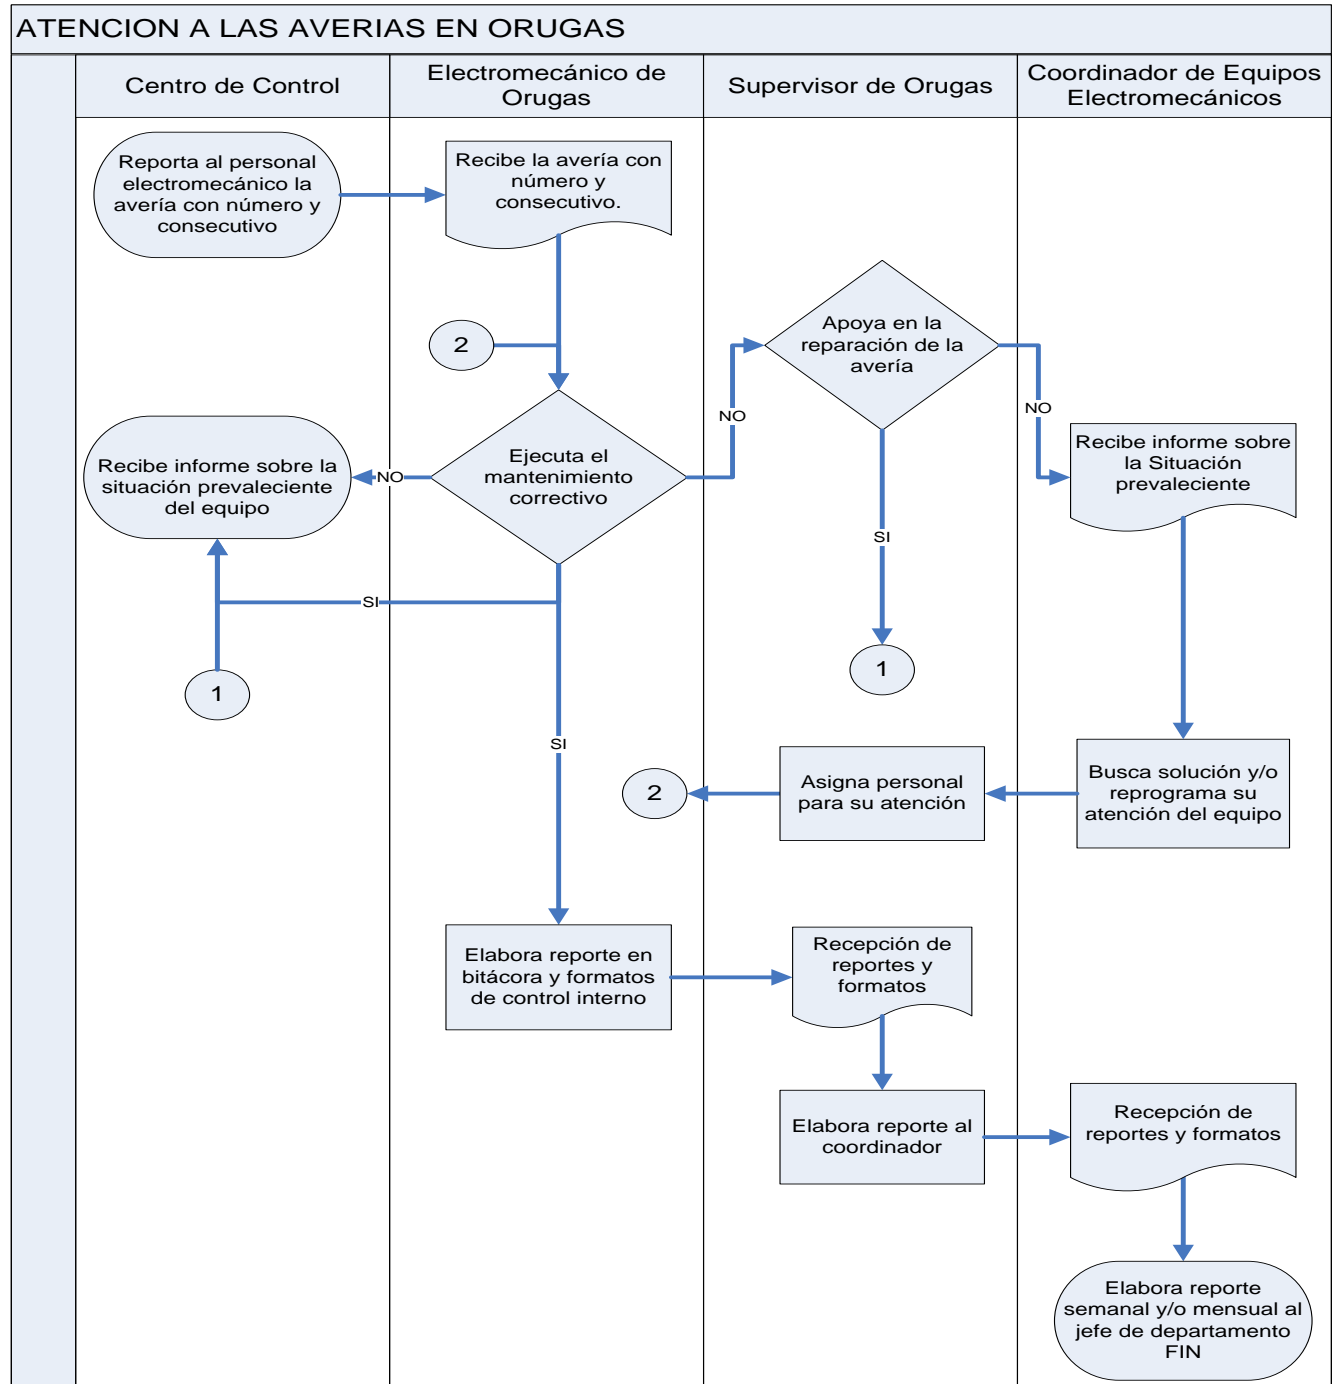 ATENCION A LAS AVERIAS EN ORUGAS
Centro de Control
Electromecánico de
Orugas
Supervisor de Orugas
Coordinador de Equipos
Electromecánicos
Reporta al personal
electromecánico la
avería con número y
consecutivo
Recibe la avería con
número y
consecutivo.
2
Apoya en la
reparación de la
avería
NO
NO
Recibe informe sobre la
situación prevaleciente
del equipo
NO
Ejecuta el
mantenimiento
correctivo
Recibe informe sobre
la Situación
prevaleciente
SI
SI
1
1
SI
2
Asigna personal
para su atención
Busca solución y/o
reprograma su
atención del equipo
Elabora reporte en
bitácora y formatos
de control interno
Recepción de
reportes y
formatos
Elabora reporte al
coordinador
Recepción de
reportes y formatos
Elabora reporte
semanal y/o mensual al
jefe de departamento
FIN